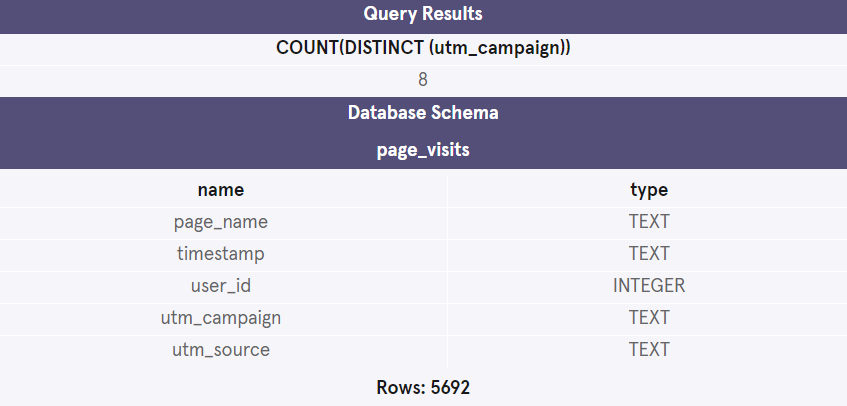 Query Results
COUNT(DISTINCT (utm_campaign))
8
Database Schema
page_visits
name type
page_name TEXT
timestamp TEXT
user_id INTEGER
utm_campaign TEXT
utm_source TEXT
Rows: 5692